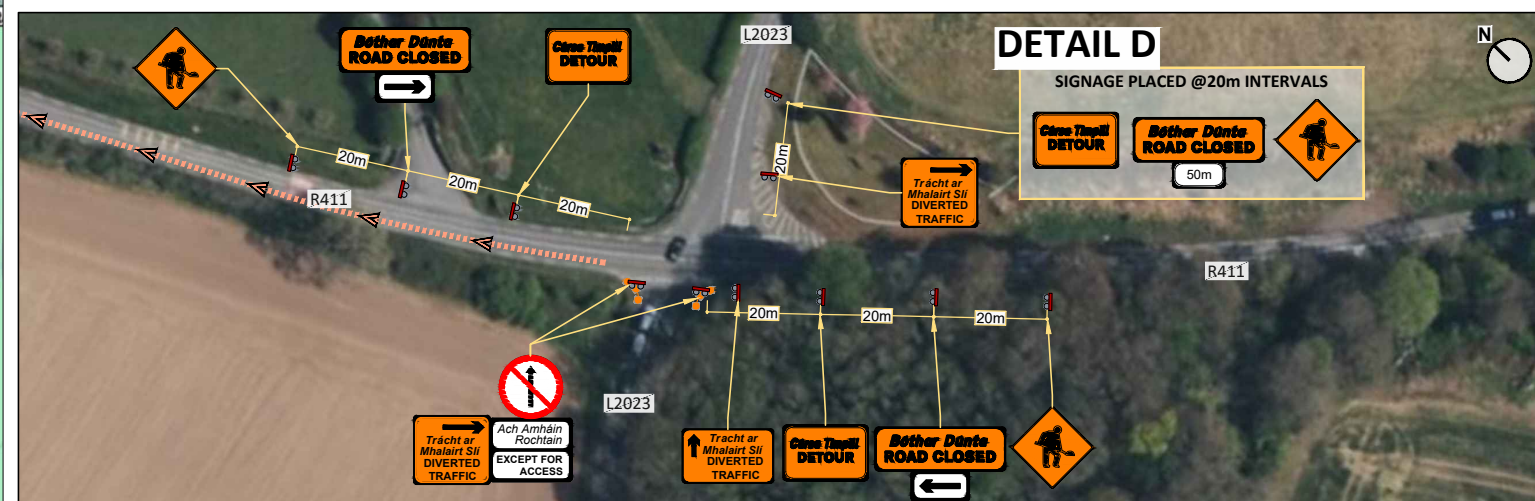 L2023
DETAIL D
N
SIGNAGE PLACED @20m INTERVALS
Bóthar Dúnta
ROAD CLOSED
Cúrsa Timpill
DETOUR
Cúrsa Timpill
DETOUR
Bóthar Dúnta
ROAD CLOSED
50m
20m
20m
20m
20m
R411
Trácht ar
Mhalairt Slí
DIVERTED
TRAFFIC
R411
20m
20m
20m
L2023
Trácht ar
Mhalairt Slí
DIVERTED
TRAFFIC
Ach Amháin
Rochtain
EXCEPT FOR
ACCESS
Tracht ar
Mhalairt Slí
DIVERTED
TRAFFIC
Cúrsa Timpill
DETOUR
Bóthar Dúnta
ROAD CLOSED